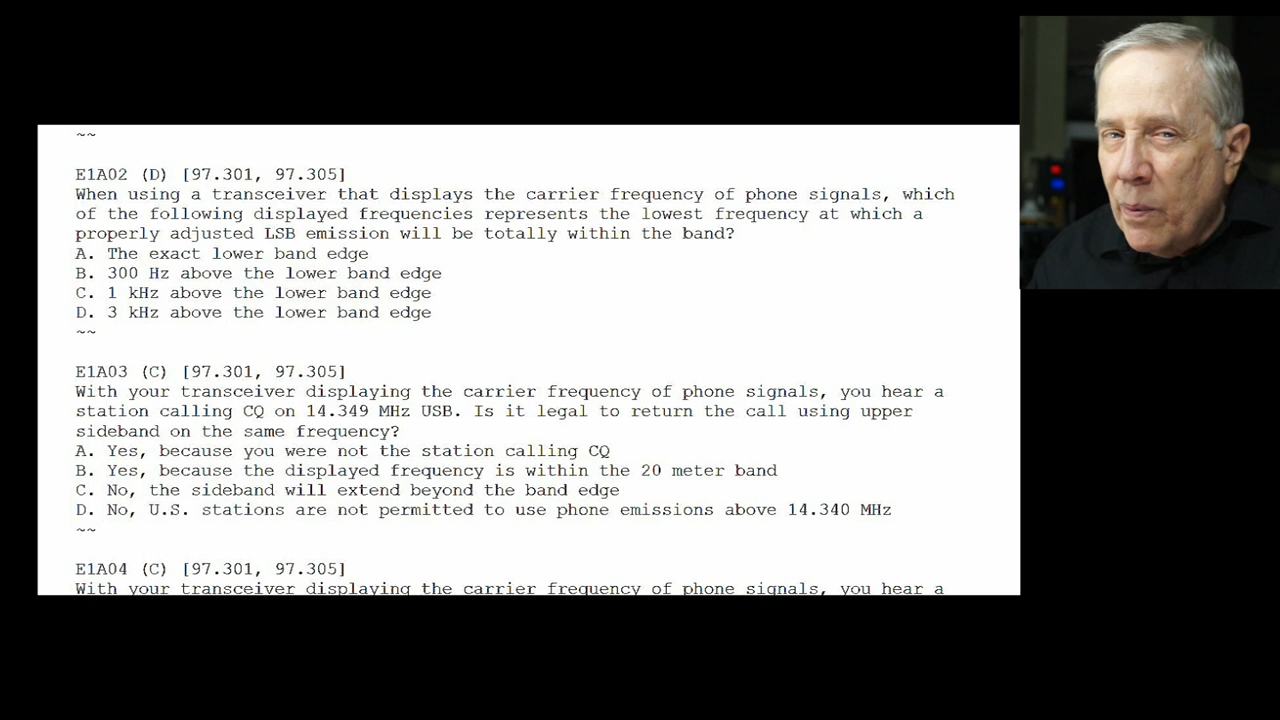 ~~
E1A02 (D) [97.301, 97.305]
When using a transceiver that displays the carrier frequency of phone signals, which
of the following displayed frequencies represents the lowest frequency at which a
properly adjusted LSB emission will be totally within the band?
A. The exact lower band edge
B. 300 Hz above the lower band edge
C. 1 kHz above the lower band edge
D. 3 kHz above the lower band edge
~~
E1A03 (C) [97.301, 97.305]
With your transceiver displaying the carrier frequency of phone signals, you hear a
station calling CQ on 14.349 MHz USB. Is it legal to return the call using upper
sideband on the same frequency?
A. Yes, because you were not the station calling CQ
B. Yes, because the displayed frequency is within the 20 meter band
C. No, the sideband will extend beyond the band edge
D. No, U.S. stations are not permitted to use phone emissions above 14.340 MHz
~~
E1A04 (C) [97.301, 97.305]
With your transceiver displaying the carrier frequency of phone signals, you hear a